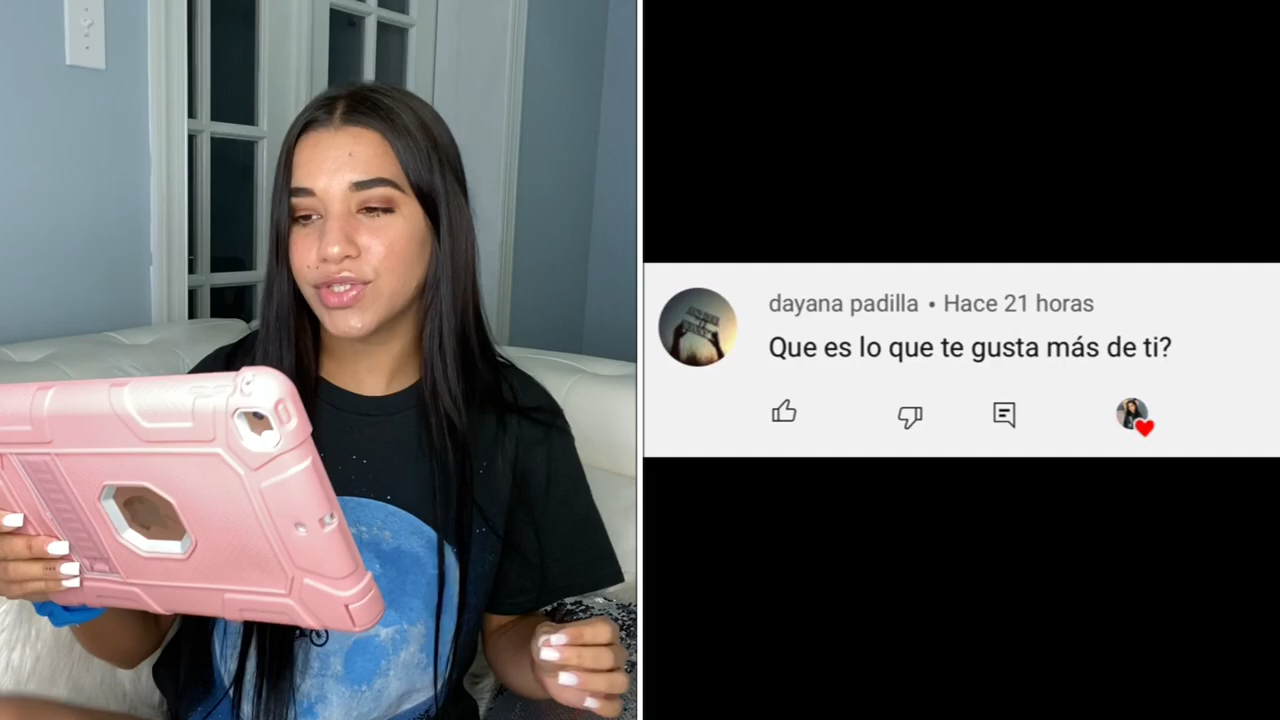 dayana padilla • Hace 21 horas
Que es lo que te gusta más de ti?